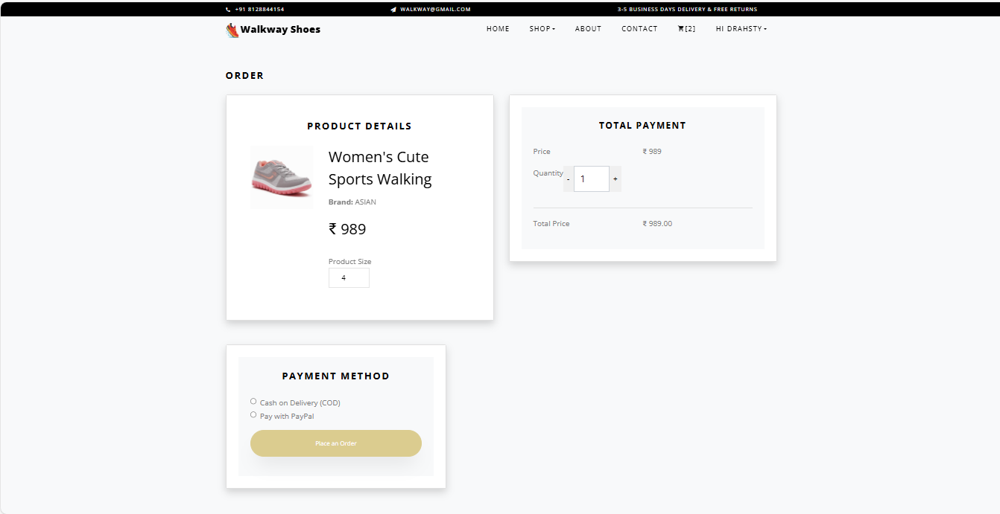 +91 8128844154
WALKWAY@GMAIL.COM
3-5 BUSINESS DAYS DELIVERY & FREE RETURNS
Walkway Shoes
HOME
SHOP
ABOUT
CONTACT
[2]
HI DRAHSTY
ORDER
PRODUCT DETAILS
Women's Cute
Sports Walking
Brand: ASIAN
₹ 989
Product Size
4
TOTAL PAYMENT
Price ₹ 989
Quantity - 1 +
Total Price ₹ 989.00
PAYMENT METHOD
Cash on Delivery (COD)
Pay with PayPal
Place an Order